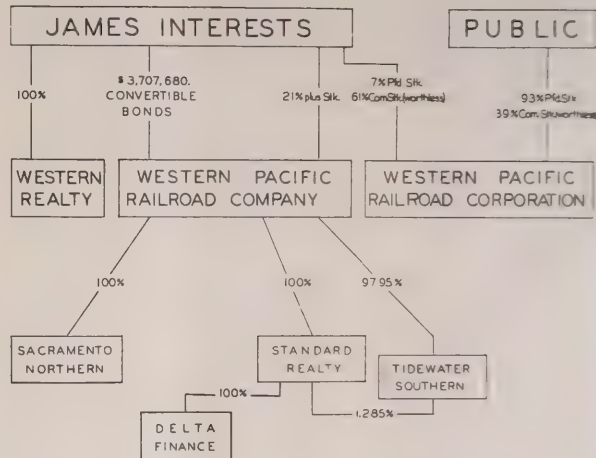 JAMES INTERESTS
PUBLIC
100%
$3,707,680.
CONVERTIBLE
BONDS
21% plus Stk.
7% Pfd. Stk.
61% Com Stk.(worthless)
93% Pfd. Stk
39% Com. Stk.(worthless)
WESTERN
REALTY
WESTERN PACIFIC
RAILROAD COMPANY
WESTERN PACIFIC
RAILROAD CORPORATION
100%
100%
97.95%
SACRAMENTO
NORTHERN
STANDARD
REALTY
TIDEWATER
SOUTHERN
100%
1.285%
DELTA
FINANCE